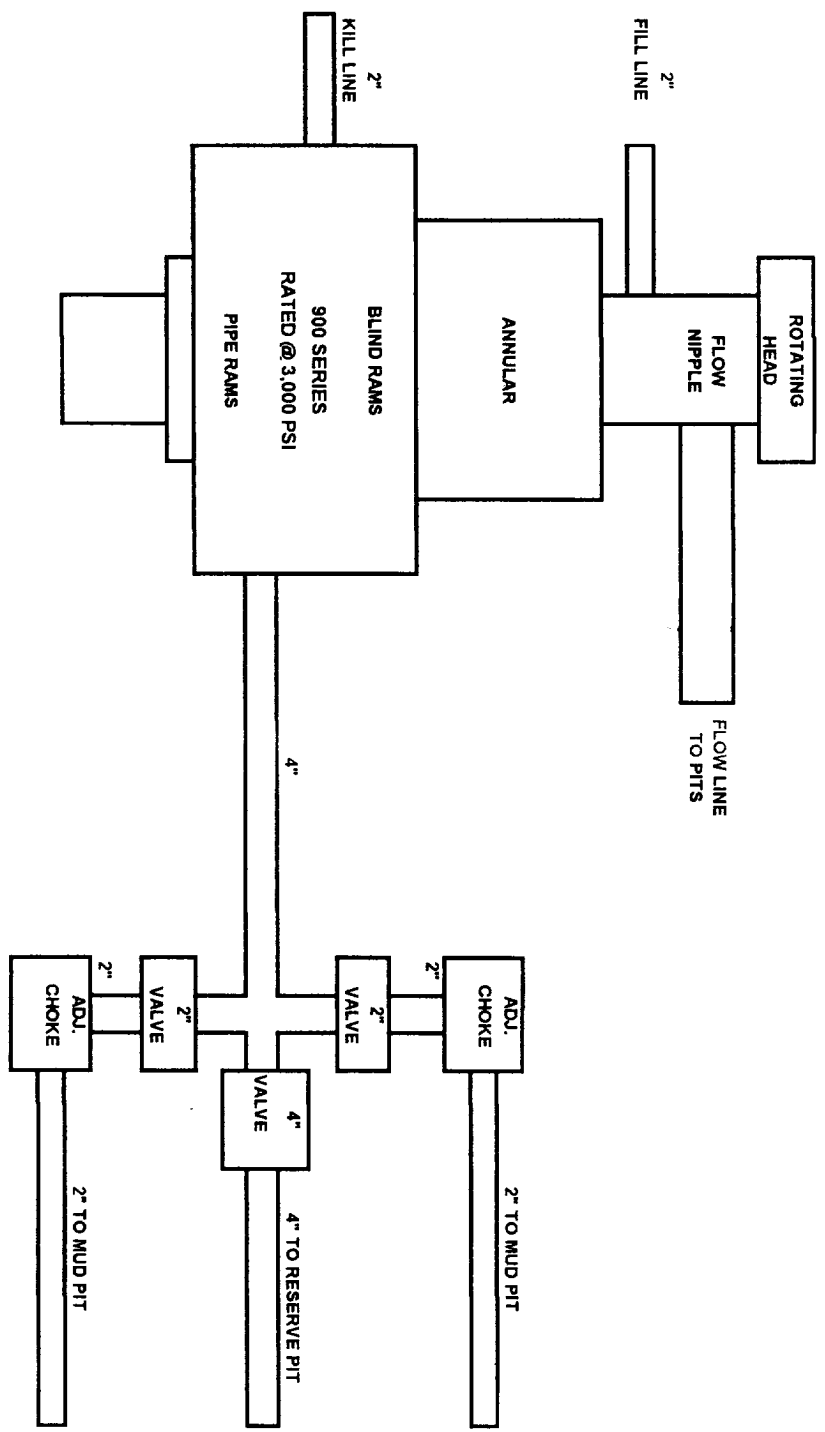 ROTATING
HEAD
2"
FILL LINE
FLOW
NIPPLE
FLOW LINE
TO PITS
ANNULAR
2"
KILL LINE
BLIND RAMS
900 SERIES
RATED @ 3,000 PSI
PIPE RAMS
4"
ADJ.
CHOKE
2"
2" TO MUD PIT
2"
VALVE
4"
VALVE
4" TO RESERVE PIT
2"
VALVE
2"
ADJ.
CHOKE
2" TO MUD PIT